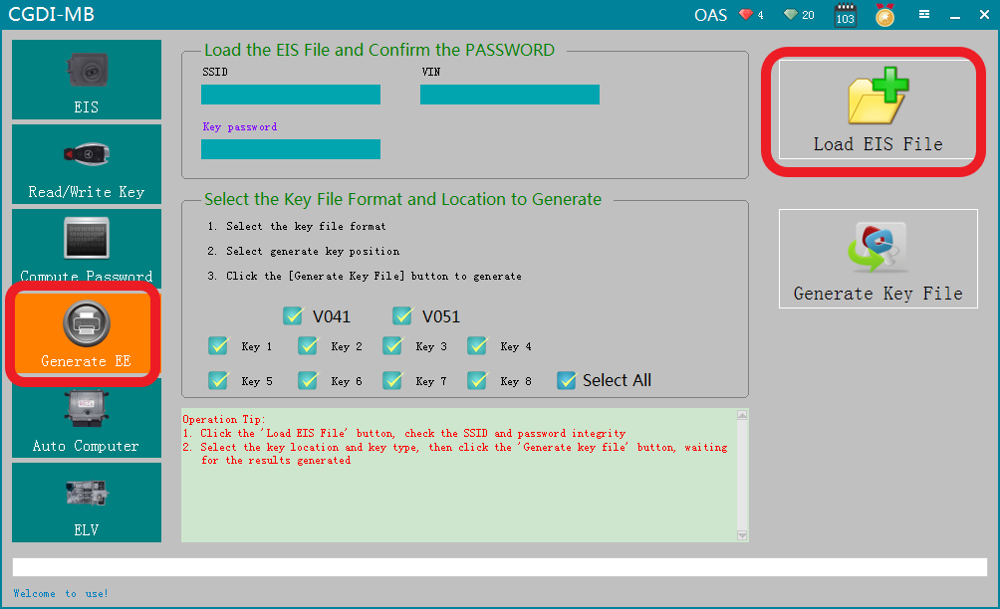 CGDI-MB
OAS 4 20 103
EIS
Read/Write Key
Compute Password
Generate EE
Auto Computer
ELV
Load the EIS File and Confirm the PASSWORD
SSID VIN
Key password
Select the Key File Format and Location to Generate
1. Select the key file format
2. Select generate key position
3. Click the [Generate Key File] button to generate
V041 V051
Key 1 Key 2 Key 3 Key 4
Key 5 Key 6 Key 7 Key 8 Select All
Operation Tip:
1. Click the 'Load EIS File' button, check the SSID and password integrity
2. Select the key location and key type, then click the 'Generate key file' button, waiting
for the results generated
Load EIS File
Generate Key File
Welcome to use!